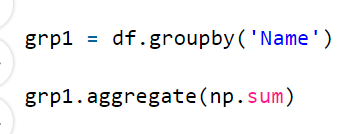 grp1 = df.groupby('Name')
grp1.aggregate(np.sum)